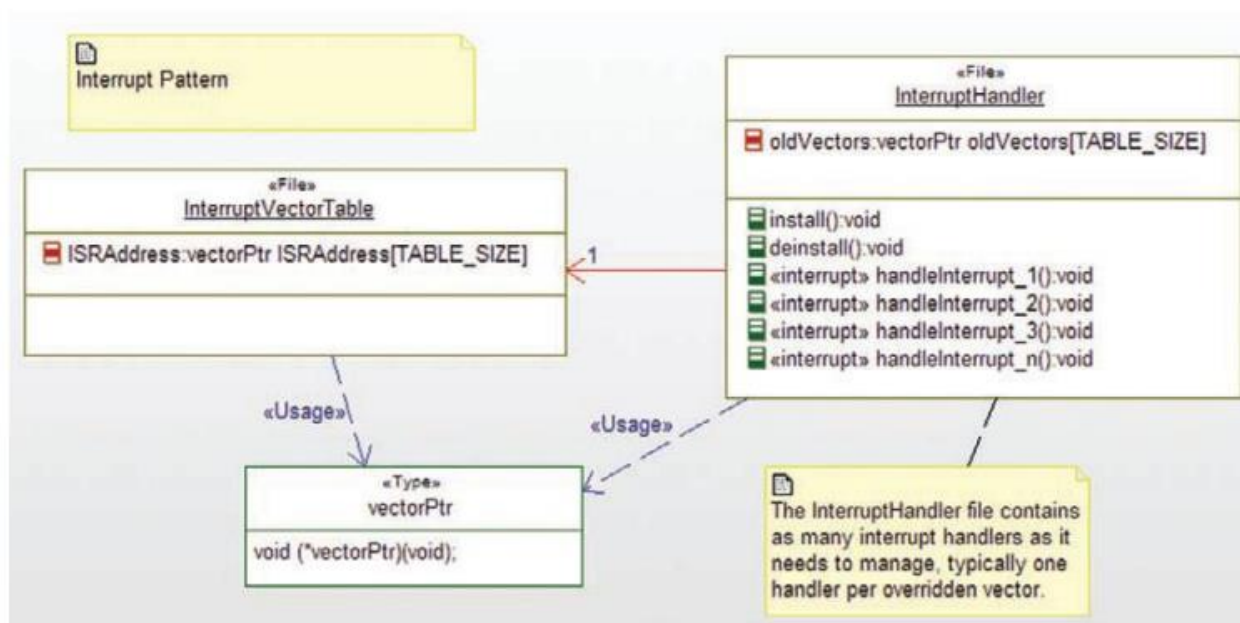 Interrupt Pattern
«File»
InterruptHandler
oldVectors:vectorPtr oldVectors[TABLE_SIZE]
install():void
deinstall():void
«interrupt» handleInterrupt_1():void
«interrupt» handleInterrupt_2():void
«interrupt» handleInterrupt_3():void
«interrupt» handleInterrupt_n():void
«File»
InterruptVectorTable
ISRAddress:vectorPtr ISRAddress[TABLE_SIZE]
1
«Usage»
«Usage»
«Type»
vectorPtr
void (*vectorPtr)(void);
The InterruptHandler file contains
as many interrupt handlers as it
needs to manage, typically one
handler per overridden vector.